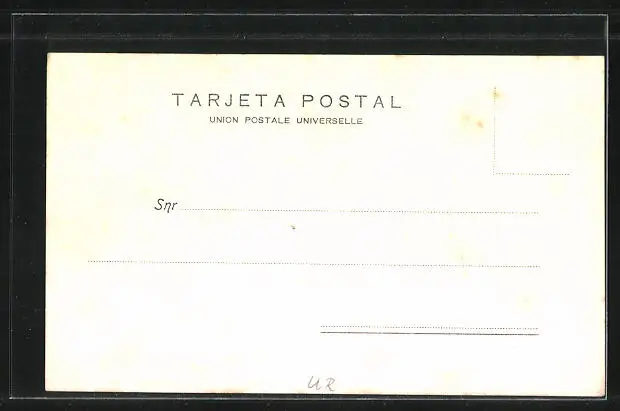 TARJETA POSTAL
UNION POSTALE UNIVERSELLE
Snr
UR